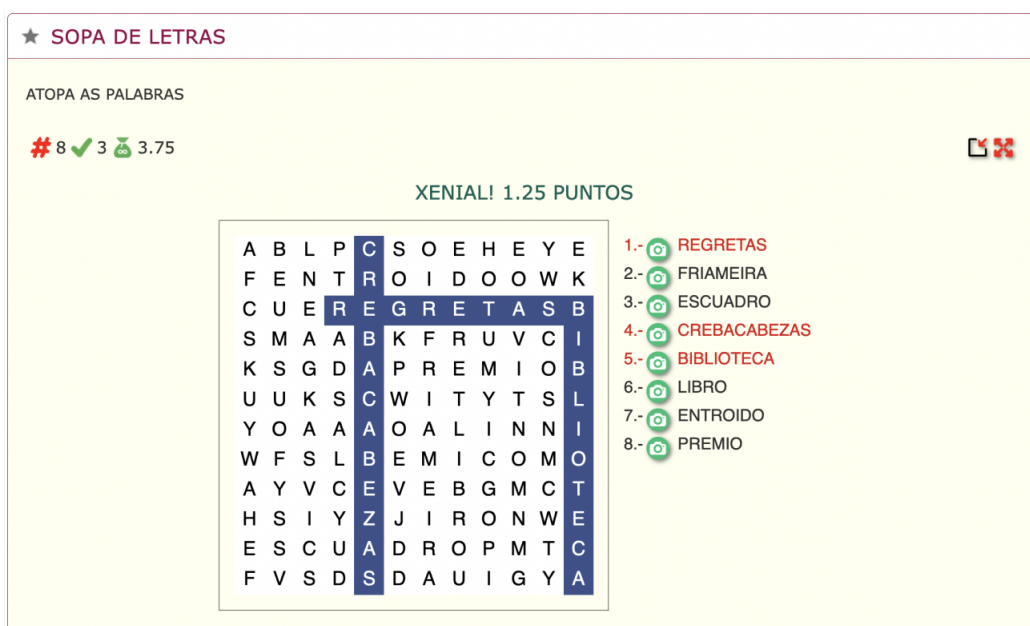 SOPA DE LETRAS
ATOPA AS PALABRAS
8 3 3.75
XENIAL! 1.25 PUNTOS
A B L P C S O E H E Y E
F E N T R O I D O O W K
C U E R E G R E T A S B
S M A A B K F R U V C I
K S G D A P R E M I O B
U U K S C W I T Y T S L
Y O A A A O A L I N N I
W F S L B E M I C O M O
A Y V C E V E B G M C T
H S I Y Z J I R O N W E
E S C U A D R O P M T C
F V S D S D A U I G Y A
1.- REGRETAS
2.- FRIAMEIRA
3.- ESCUADRO
4.- CREBACABEZAS
5.- BIBLIOTECA
6.- LIBRO
7.- ENTROIDO
8.- PREMIO